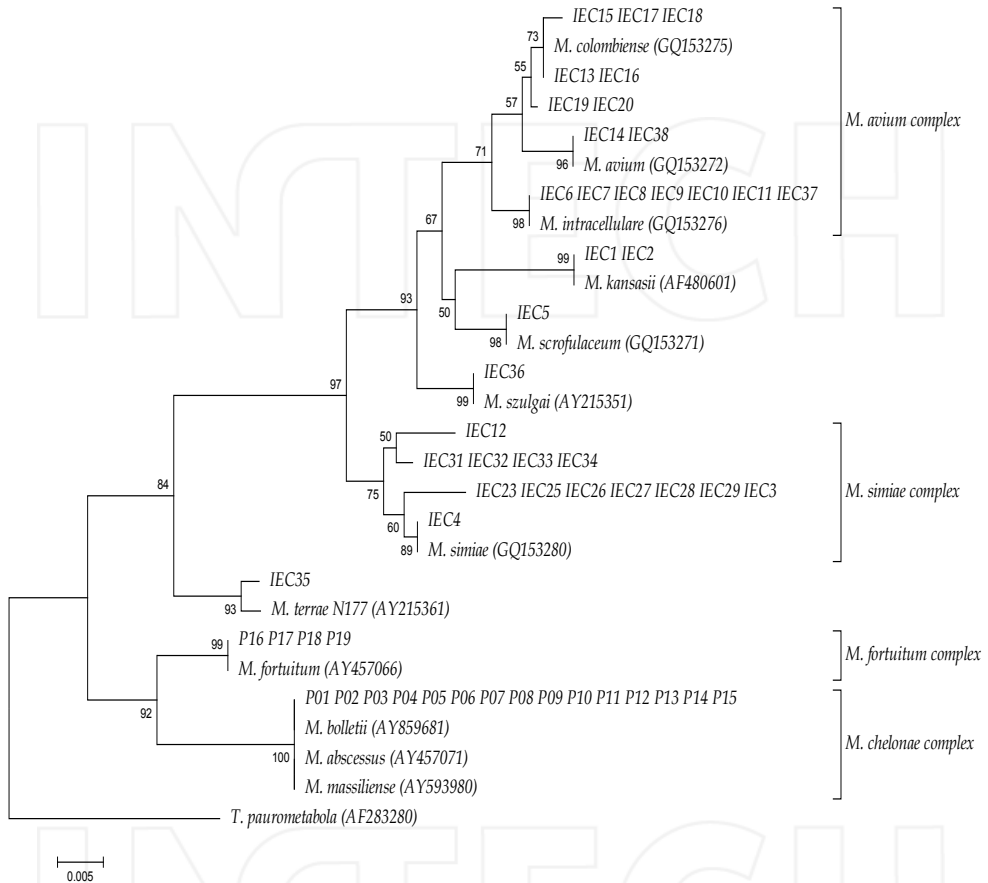 IEC15 IEC17 IEC18
73
M. colombiense (GQ153275)
55
IEC13 IEC16
57
IEC19 IEC20
M. avium complex
IEC14 IEC38
71
96
M. avium (GQ153272)
IEC6 IEC7 IEC8 IEC9 IEC10 IEC11 IEC37
67
98
M. intracellulare (GQ153276)
IEC1 IEC2
99
M. kansasii (AF480601)
93
50
IEC5
98
M. scrofulaceum (GQ153271)
IEC36
97
99
M. szulgai (AY215351)
IEC12
50
IEC31 IEC32 IEC33 IEC34
84
75
IEC23 IEC25 IEC26 IEC27 IEC28 IEC29 IEC3
M. simiae complex
60
IEC4
89
M. simiae (GQ153280)
IEC35
93
M. terrae N177 (AY215361)
99
P16 P17 P18 P19
M. fortuitum complex
M. fortuitum (AY457066)
92
P01 P02 P03 P04 P05 P06 P07 P08 P09 P10 P11 P12 P13 P14 P15
M. bolletii (AY859681)
M. chelonae complex
100
M. abscessus (AY457071)
M. massiliense (AY593980)
T. paurometabola (AF283280)
0.005
INTECH
INTECH